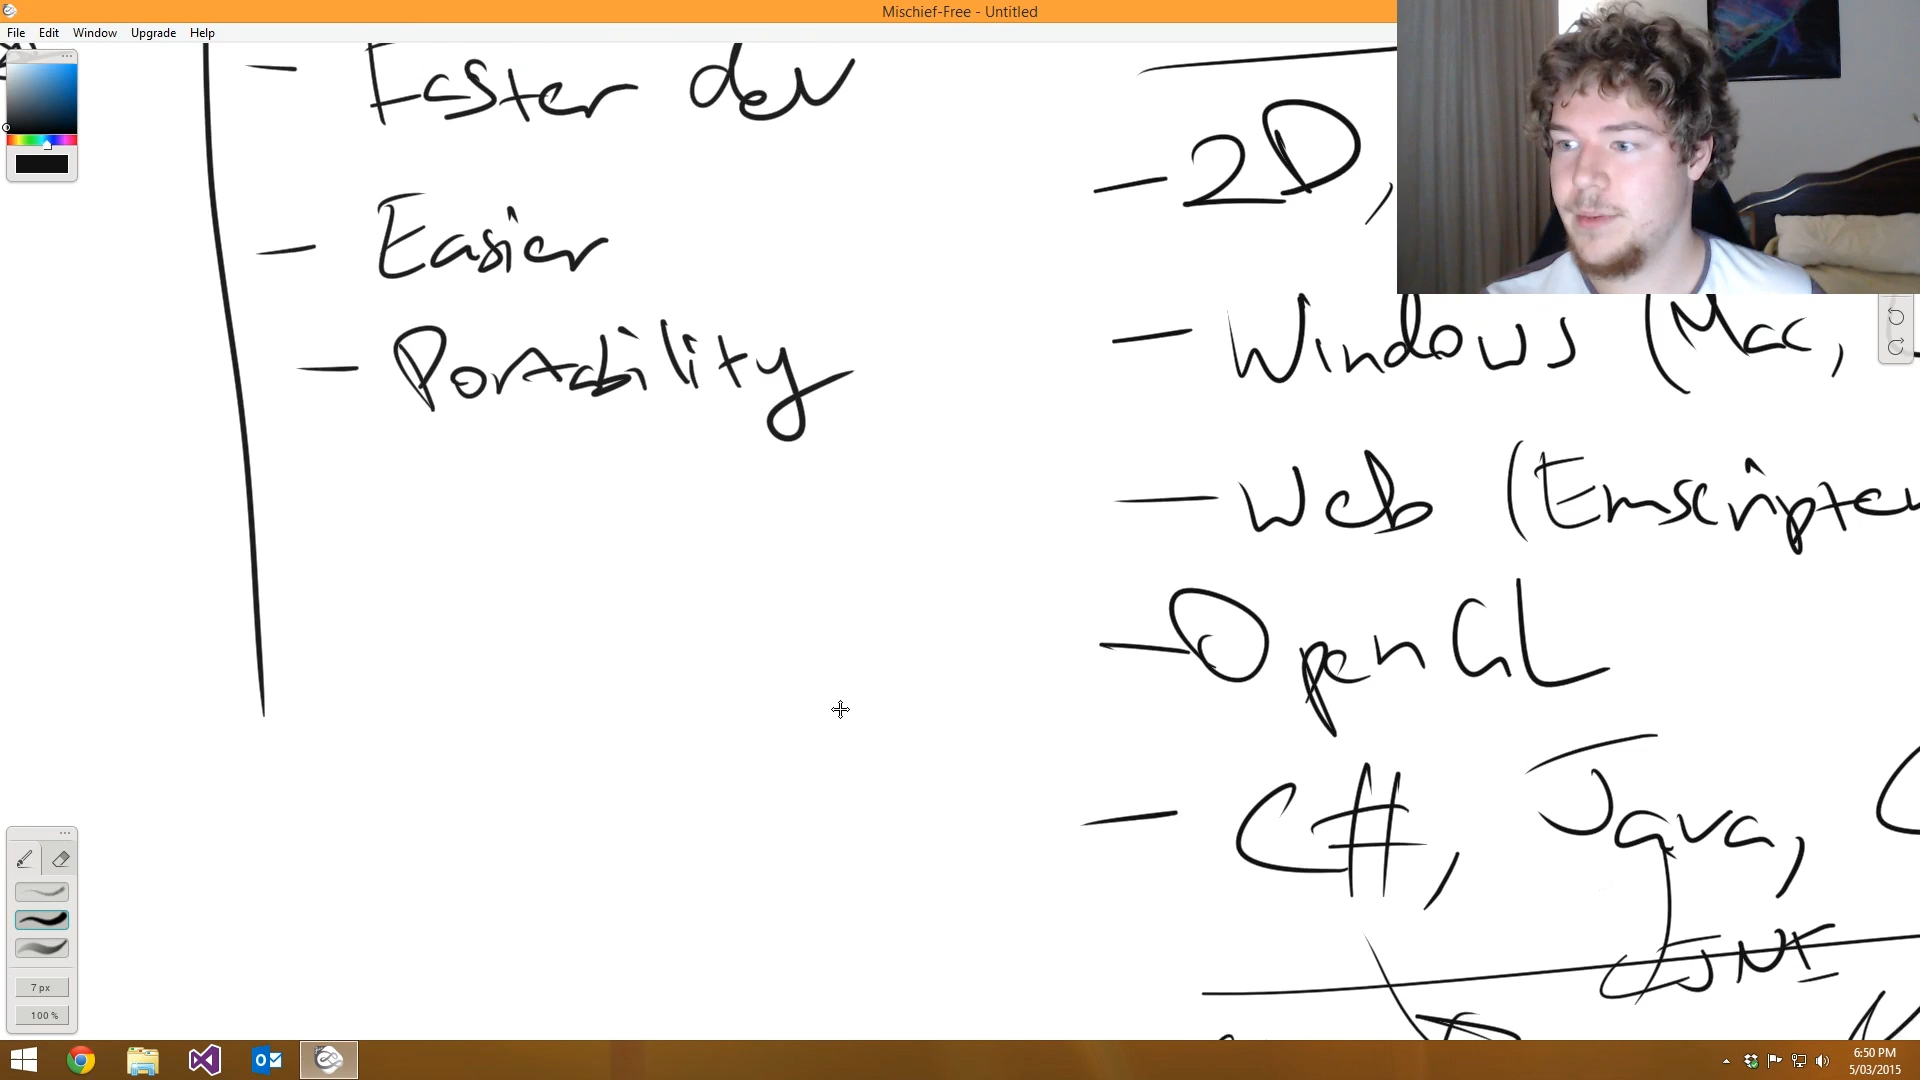 Mischief-Free - Untitled
File Edit Window Upgrade Help
- Faster dev
- Easier
- Portability
- 2D,
- Windows (Mac,
- Web (Emscripten
- OpenGL
- C#, Java, C
JNI
7 px
100 %
6:50 PM
5/03/2015